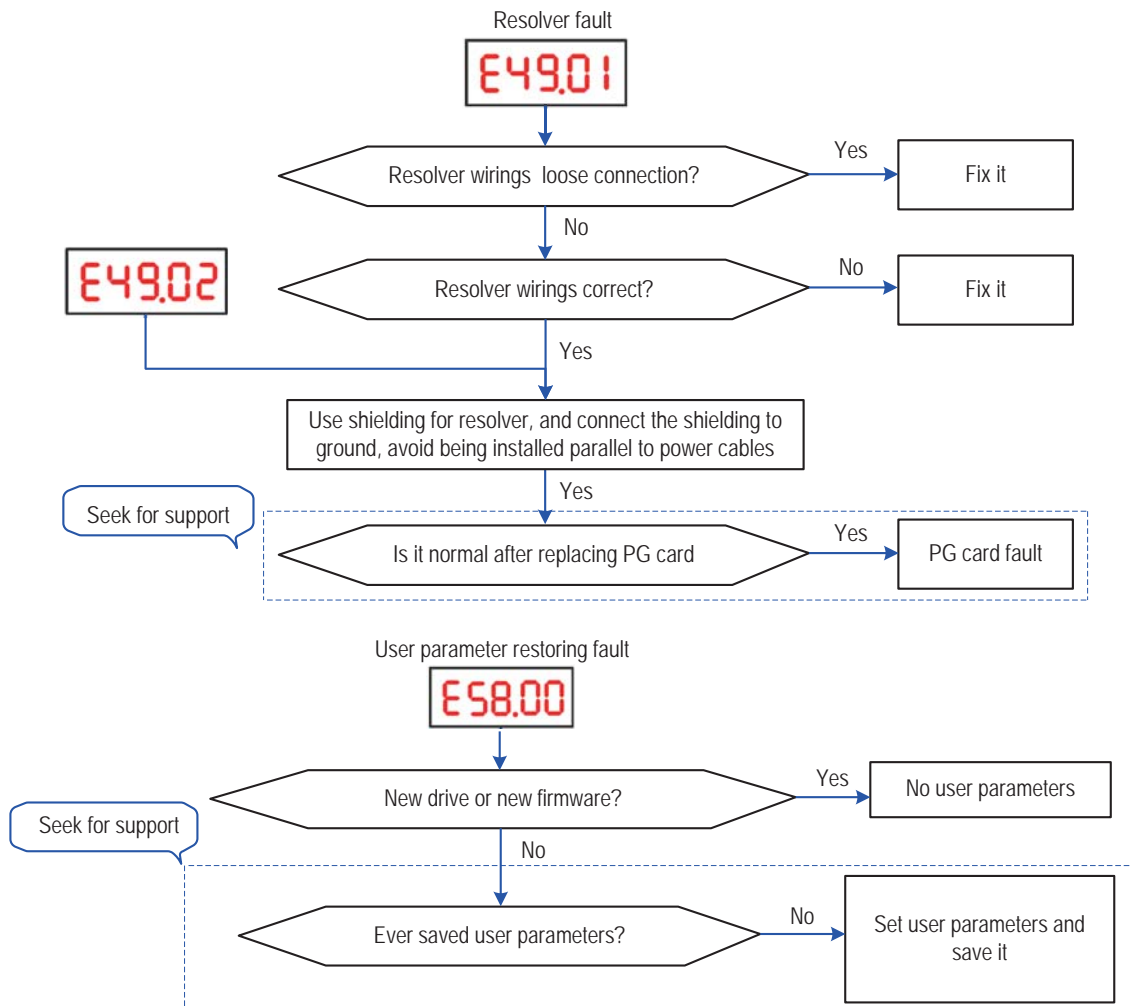 Resolver fault
E49.01
Resolver wirings loose connection?
Yes
Fix it
No
E49.02
Resolver wirings correct?
No
Fix it
Yes
Use shielding for resolver, and connect the shielding to
ground, avoid being installed parallel to power cables
Yes
Seek for support
Is it normal after replacing PG card
Yes
PG card fault
User parameter restoring fault
E58.00
New drive or new firmware?
Yes
No user parameters
Seek for support
No
Ever saved user parameters?
No
Set user parameters and
save it